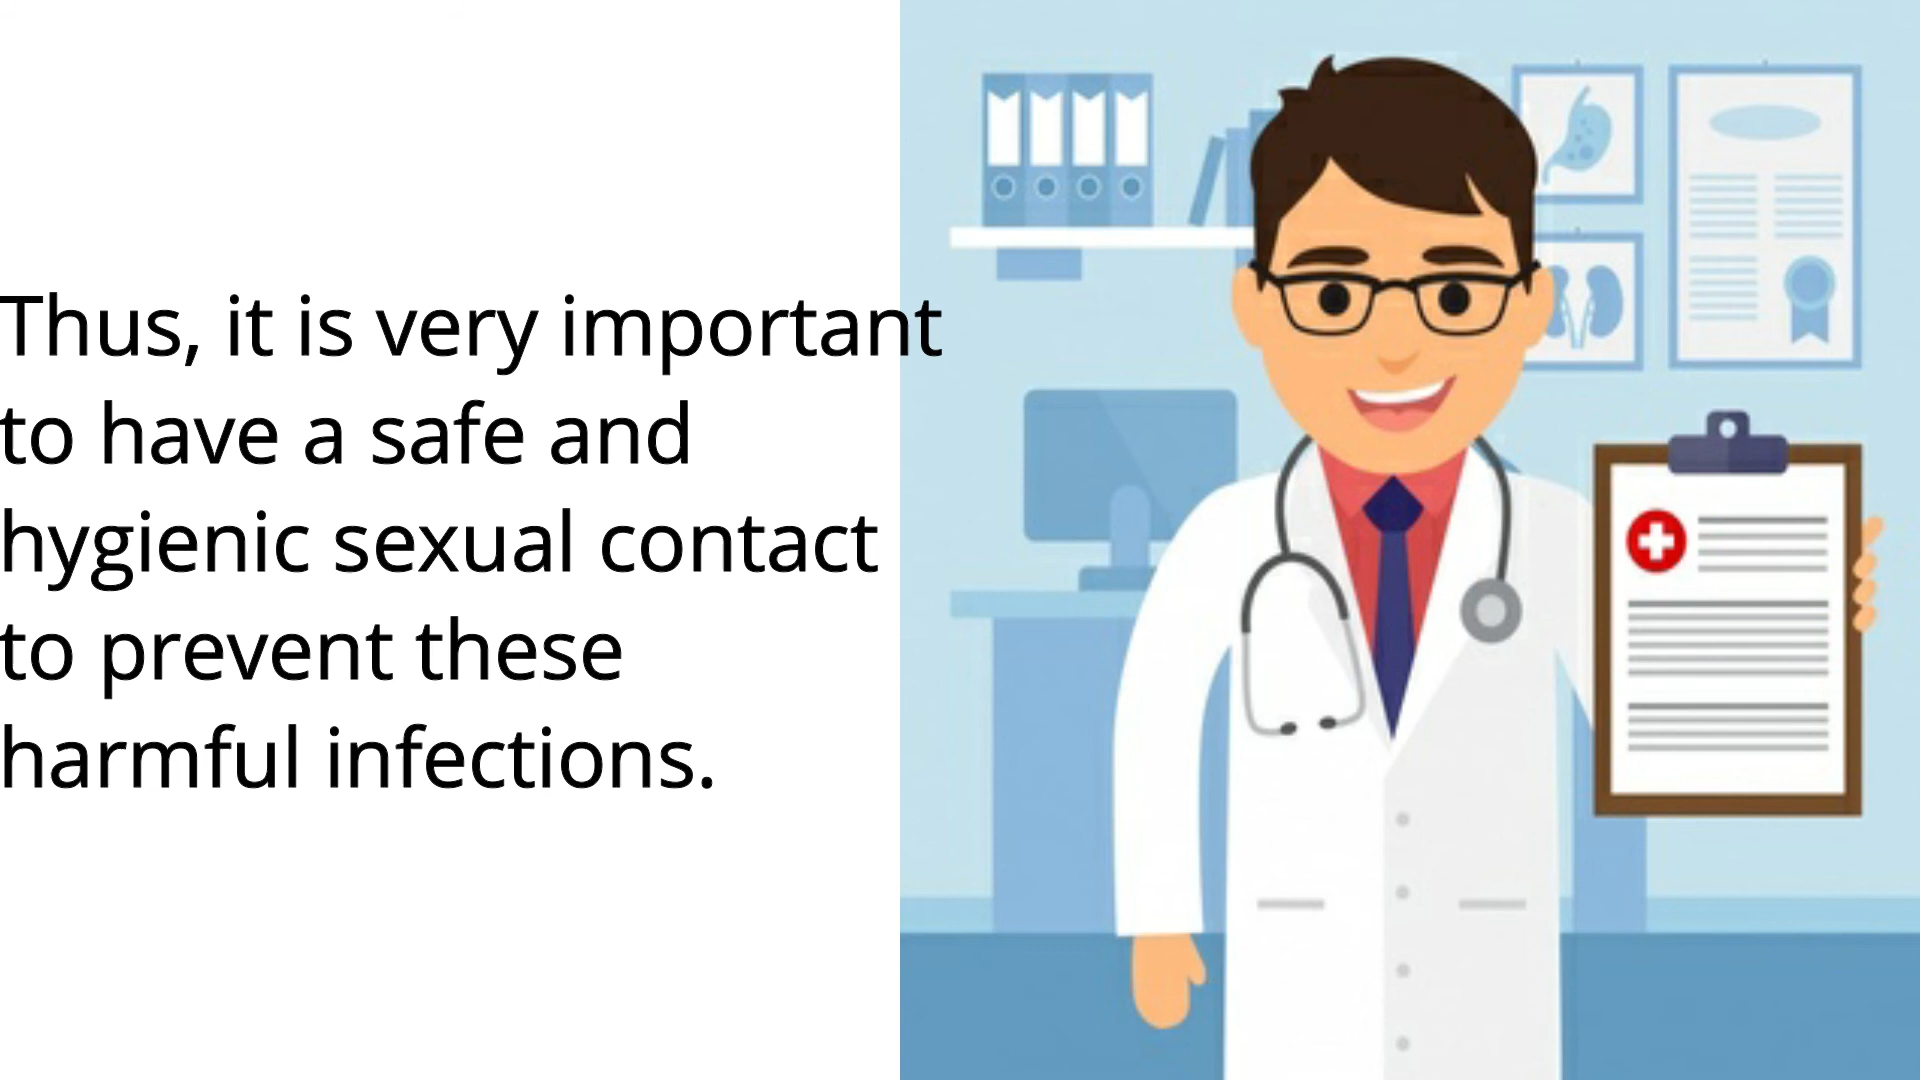 Thus, it is very important
to have a safe and
hygienic sexual contact
to prevent these
harmful infections.